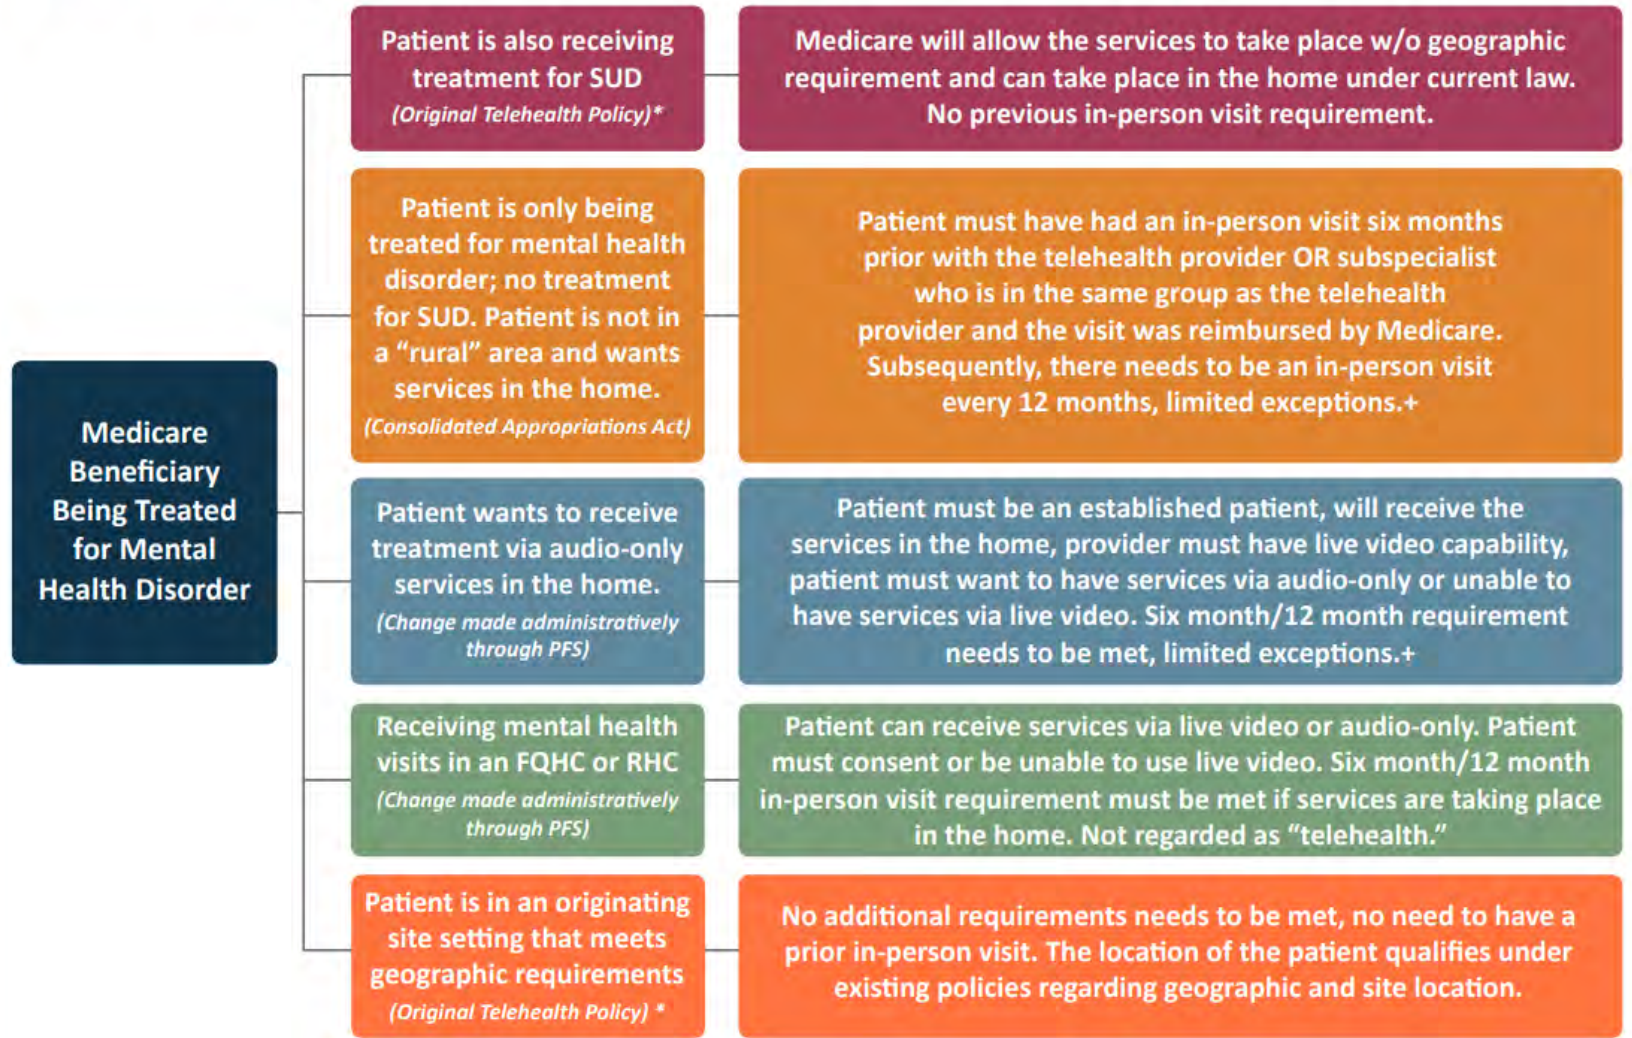 Medicare
Beneficiary
Being Treated
for Mental
Health Disorder
Patient is also receiving
treatment for SUD
(Original Telehealth Policy)*
Medicare will allow the services to take place w/o geographic
requirement and can take place in the home under current law.
No previous in-person visit requirement.
Patient is only being
treated for mental health
disorder; no treatment
for SUD. Patient is not in
a “rural” area and wants
services in the home.
(Consolidated Appropriations Act)
Patient must have had an in-person visit six months
prior with the telehealth provider OR subspecialist
who is in the same group as the telehealth
provider and the visit was reimbursed by Medicare.
Subsequently, there needs to be an in-person visit
every 12 months, limited exceptions.+
Patient wants to receive
treatment via audio-only
services in the home.
(Change made administratively
through PFS)
Patient must be an established patient, will receive the
services in the home, provider must have live video capability,
patient must want to have services via audio-only or unable to
have services via live video. Six month/12 month requirement
needs to be met, limited exceptions.+
Receiving mental health
visits in an FQHC or RHC
(Change made administratively
through PFS)
Patient can receive services via live video or audio-only. Patient
must consent or be unable to use live video. Six month/12 month
in-person visit requirement must be met if services are taking place
in the home. Not regarded as “telehealth.”
Patient is in an originating
site setting that meets
geographic requirements
(Original Telehealth Policy) *
No additional requirements needs to be met, no need to have a
prior in-person visit. The location of the patient qualifies under
existing policies regarding geographic and site location.